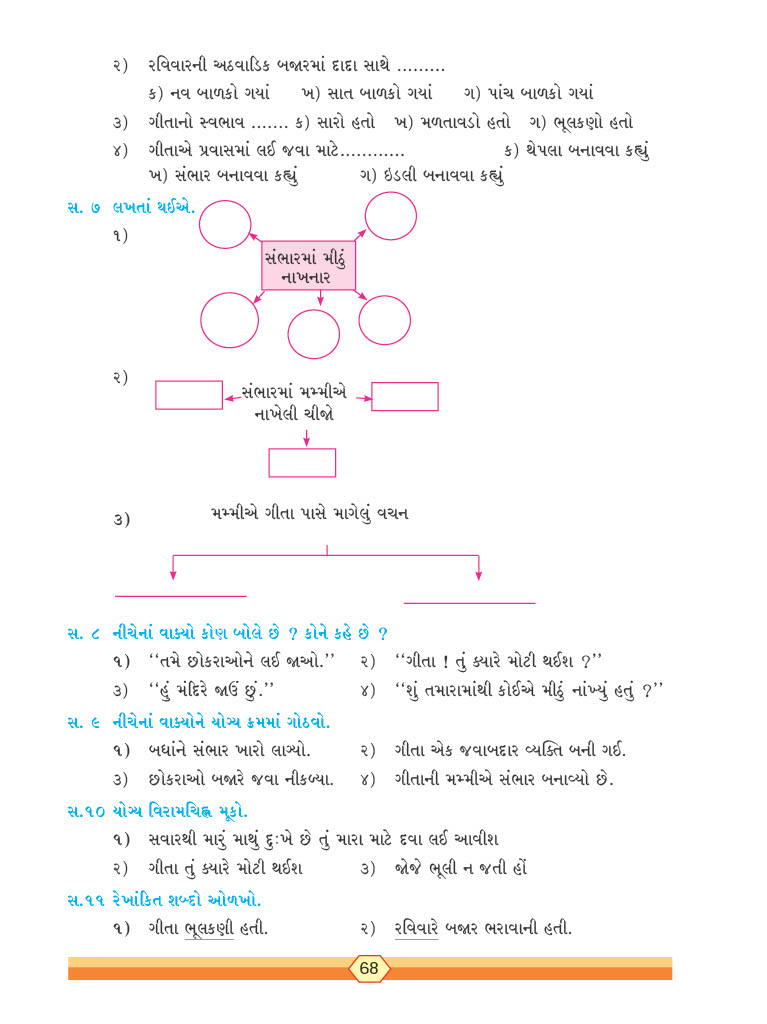 ૨) રવિવારની અઠવાડિક બજારમાં દાદા સાથે .........
ક) નવ બાળકો ગયાં ખ) સાત બાળકો ગયાં ગ) પાંચ બાળકો ગયાં
૩) ગીતાનો સ્વભાવ ....... ક) સારો હતો ખ) મળતાવડો હતો ગ) ભૂલકણો હતો
૪) ગીતાએ પ્રવાસમાં લઈ જવા માટે............ ક) થેપલા બનાવવા કહ્યું
ખ) સંભાર બનાવવા કહ્યું ગ) ઇડલી બનાવવા કહ્યું
સ. ૭ લખતાં થઈએ.
૧)
સંભારમાં મીઠું
નાખનાર
૨)
સંભારમાં મમ્મીએ
નાખેલી ચીજો
૩) મમ્મીએ ગીતા પાસે માગેલું વચન
સ. ૮ નીચેનાં વાક્યો કોણ બોલે છે ? કોને કહે છે ?
૧) ‘‘તમે છોકરાઓને લઈ જાઓ.’’ ૨) ‘‘ગીતા ! તું ક્યારે મોટી થઈશ ?’’
૩) ‘‘હું મંદિરે જાઉં છું.’’ ૪) ‘‘શું તમારામાંથી કોઈએ મીઠું નાંખ્યું હતું ?’’
સ. ૯ નીચેનાં વાક્યોને યોગ્ય ક્રમમાં ગોઠવો.
૧) બધાંને સંભાર ખારો લાગ્યો. ૨) ગીતા એક જવાબદાર વ્યક્તિ બની ગઈ.
૩) છોકરાઓ બજારે જવા નીકળ્યા. ૪) ગીતાની મમ્મીએ સંભાર બનાવ્યો છે.
સ.૧૦ યોગ્ય વિરામચિહ્ન મૂકો.
૧) સવારથી મારું માથું દુઃખે છે તું મારા માટે દવા લઈ આવીશ
૨) ગીતા તું ક્યારે મોટી થઈશ ૩) જોજે ભૂલી ન જતી હોં
સ.૧૧ રેખાંકિત શબ્દો ઓળખો.
૧) ગીતા ભૂલકણી હતી. ૨) રવિવારે બજાર ભરાવાની હતી.
68